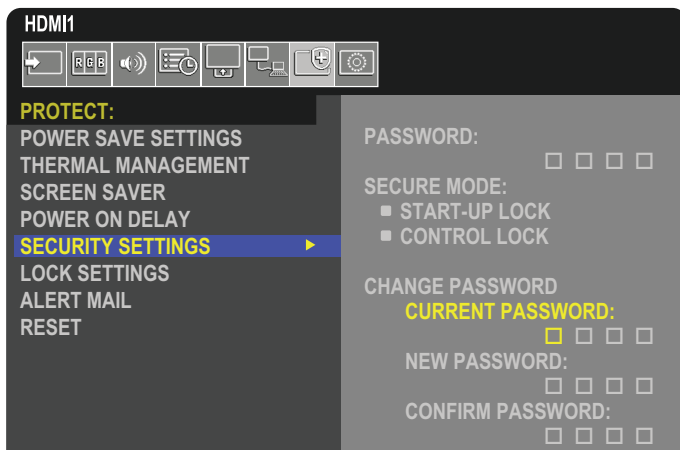 HDMI1
R G B
PROTECT:
POWER SAVE SETTINGS
THERMAL MANAGEMENT
SCREEN SAVER
POWER ON DELAY
SECURITY SETTINGS
LOCK SETTINGS
ALERT MAIL
RESET
PASSWORD:
SECURE MODE:
START-UP LOCK
CONTROL LOCK
CHANGE PASSWORD
CURRENT PASSWORD:
NEW PASSWORD:
CONFIRM PASSWORD: